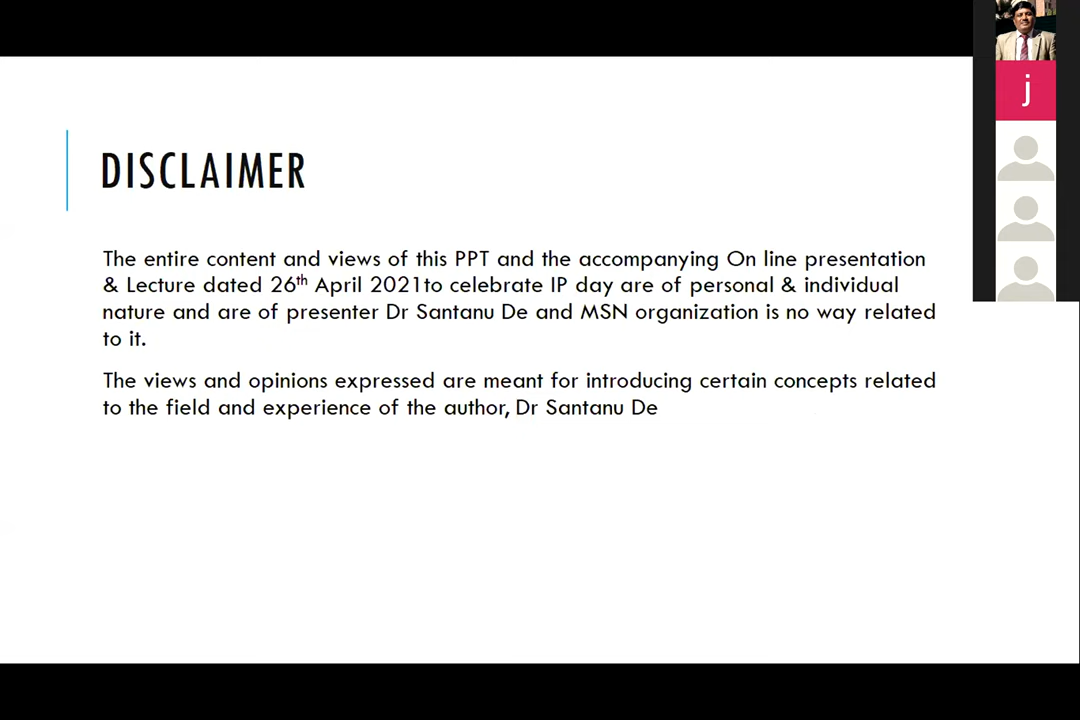 DISCLAIMER
The entire content and views of this PPT and the accompanying On line presentation
& Lecture dated 26th April 2021to celebrate IP day are of personal & individual
nature and are of presenter Dr Santanu De and MSN organization is no way related
to it.
The views and opinions expressed are meant for introducing certain concepts related
to the field and experience of the author, Dr Santanu De
j